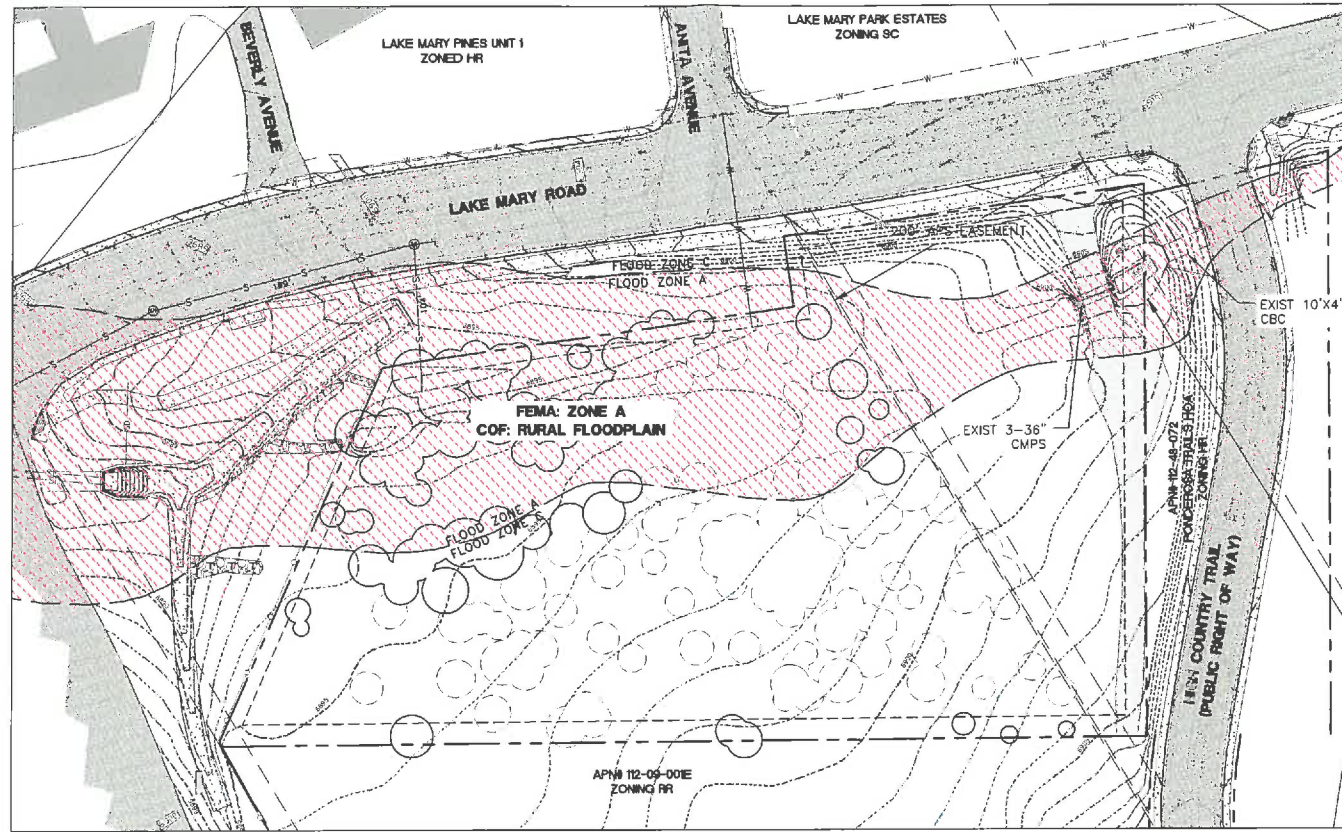 LAKE MARY PARK ESTATES
ZONING SC
LAKE MARY PINES UNIT 1
ZONED HR
BEVERLY AVENUE
ANITA AVENUE
LAKE MARY ROAD
200' APS EASEMENT
FLOOD ZONE C
FLOOD ZONE A
EXIST 10'X4'
CBC
FEMA: ZONE A
COF: RURAL FLOODPLAIN
EXIST 3-36"
CMPS
FLOOD ZONE A
FLOOD ZONE C
APN# 112-48-072
PONDEROSA TRAILS HOA
ZONING HR
HIGH COUNTRY TRAIL
(PUBLIC RIGHT OF WAY)
APN# 112-09-001E
ZONING RR